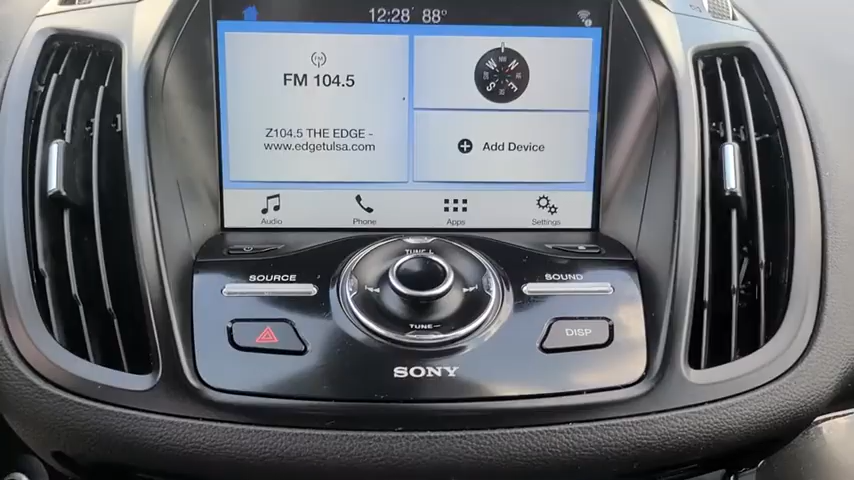 12:28 88°
FM
FM 104.5
Z104.5 THE EDGE -
www.edgetulsa.com
Add Device
Audio
Phone
Apps
Settings
TUNE +
SOURCE
SOUND
TUNE –
DISP
SONY